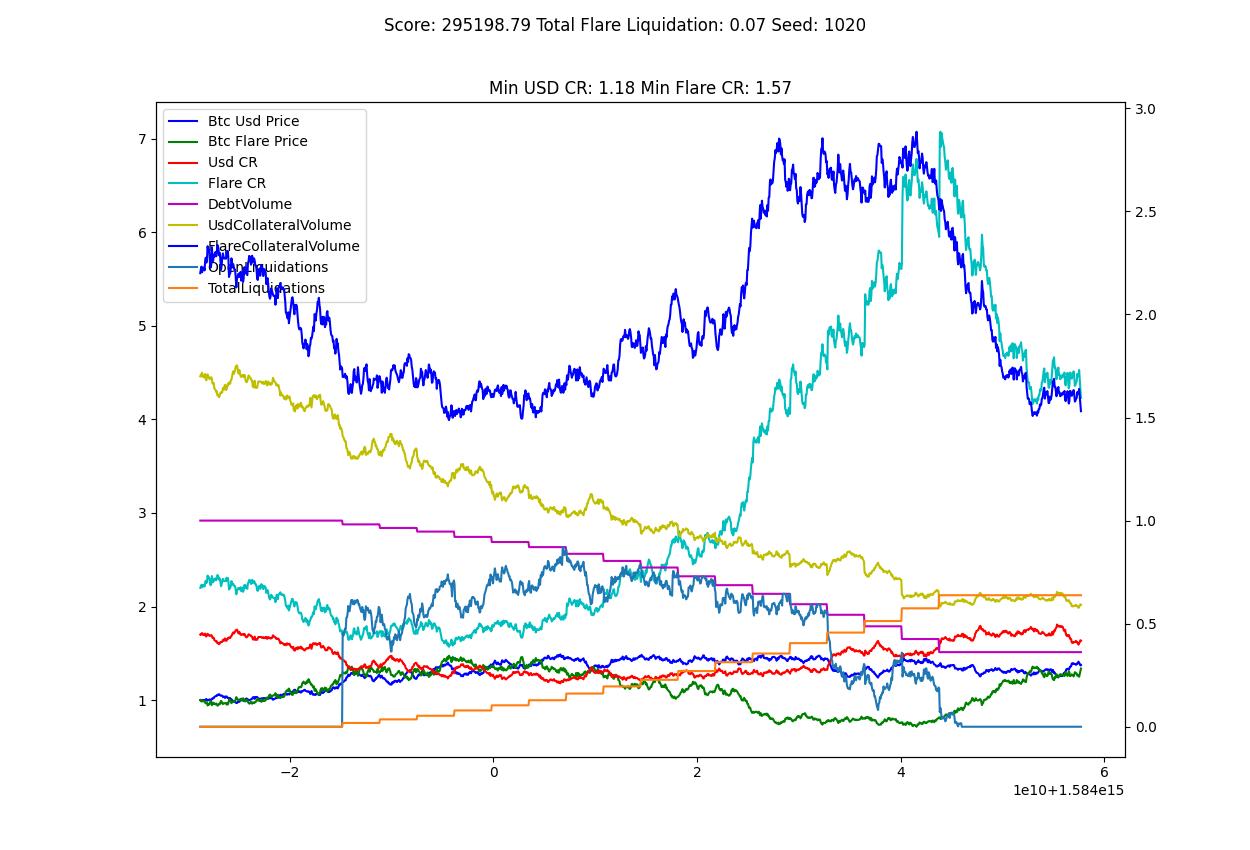 Score: 295198.79 Total Flare Liquidation: 0.07 Seed: 1020
Min USD CR: 1.18 Min Flare CR: 1.57
Btc Usd Price
Btc Flare Price
Usd CR
Flare CR
DebtVolume
UsdCollateralVolume
FlareCollateralVolume
OpenLiquidations
TotalLiquidations
7
6
5
4
3
2
1
3.0
2.5
2.0
1.5
1.0
0.5
0.0
−2 0 2 4 6
1e10+1.584e15